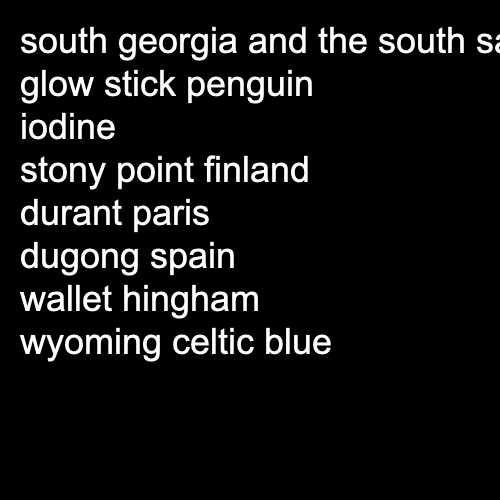 south georgia and the south
glow stick penguin
iodine
stony point finland
durant paris
dugong spain
wallet hingham
wyoming celtic blue